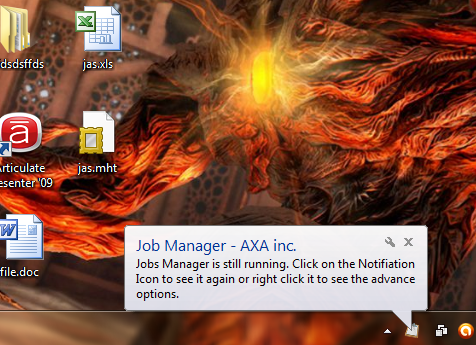 dsdsffds
jas.xls
Articulate
esenter '09
jas.mht
file.doc
Job Manager - AXA inc.
Jobs Manager is still running. Click on the Notifiation
Icon to see it again or right click it to see the advance
options.